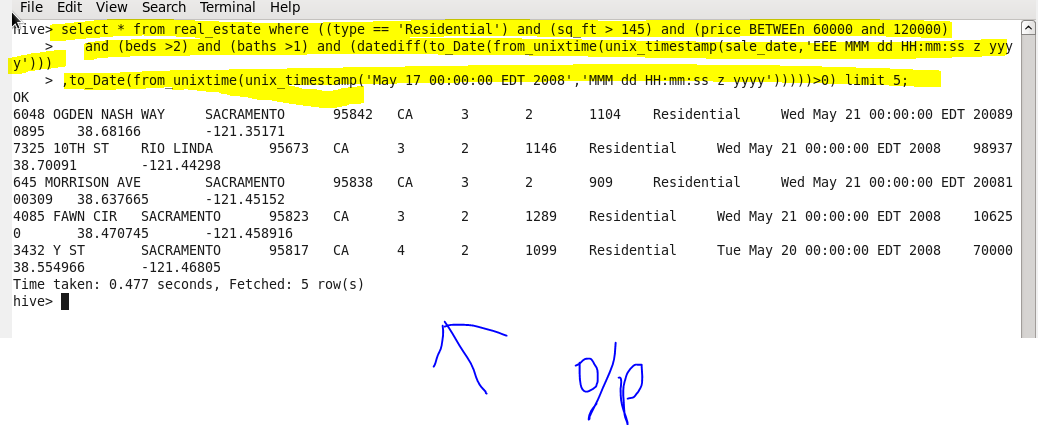 File Edit View Search Terminal Help
hive> select * from real_estate where ((type == 'Residential') and (sq_ft > 145) and (price BETWEEn 60000 and 120000)
    >    and (beds >2) and (baths >1) and (datediff(to_Date(from_unixtime(unix_timestamp(sale_date,'EEE MMM dd HH:mm:ss z yyy
y')))
    > ,to_Date(from_unixtime(unix_timestamp('May 17 00:00:00 EDT 2008','MMM dd HH:mm:ss z yyyy')))))>0) limit 5;
OK
6048 OGDEN NASH WAY     SACRAMENTO      95842   CA      3       2       1104    Residential     Wed May 21 00:00:00 EDT 20089
0895    38.68166        -121.35171
7325 10TH ST    RIO LINDA       95673   CA      3       2       1146    Residential     Wed May 21 00:00:00 EDT 2008    98937
38.70091        -121.44298
645 MORRISON AVE        SACRAMENTO      95838   CA      3       2       909     Residential     Wed May 21 00:00:00 EDT 20081
00309   38.637665       -121.45152
4085 FAWN CIR   SACRAMENTO      95823   CA      3       2       1289    Residential     Wed May 21 00:00:00 EDT 2008    10625
0       38.470745       -121.458916
3432 Y ST       SACRAMENTO      95817   CA      4       2       1099    Residential     Tue May 20 00:00:00 EDT 2008    70000
38.554966       -121.46805
Time taken: 0.477 seconds, Fetched: 5 row(s)
hive>
o/p